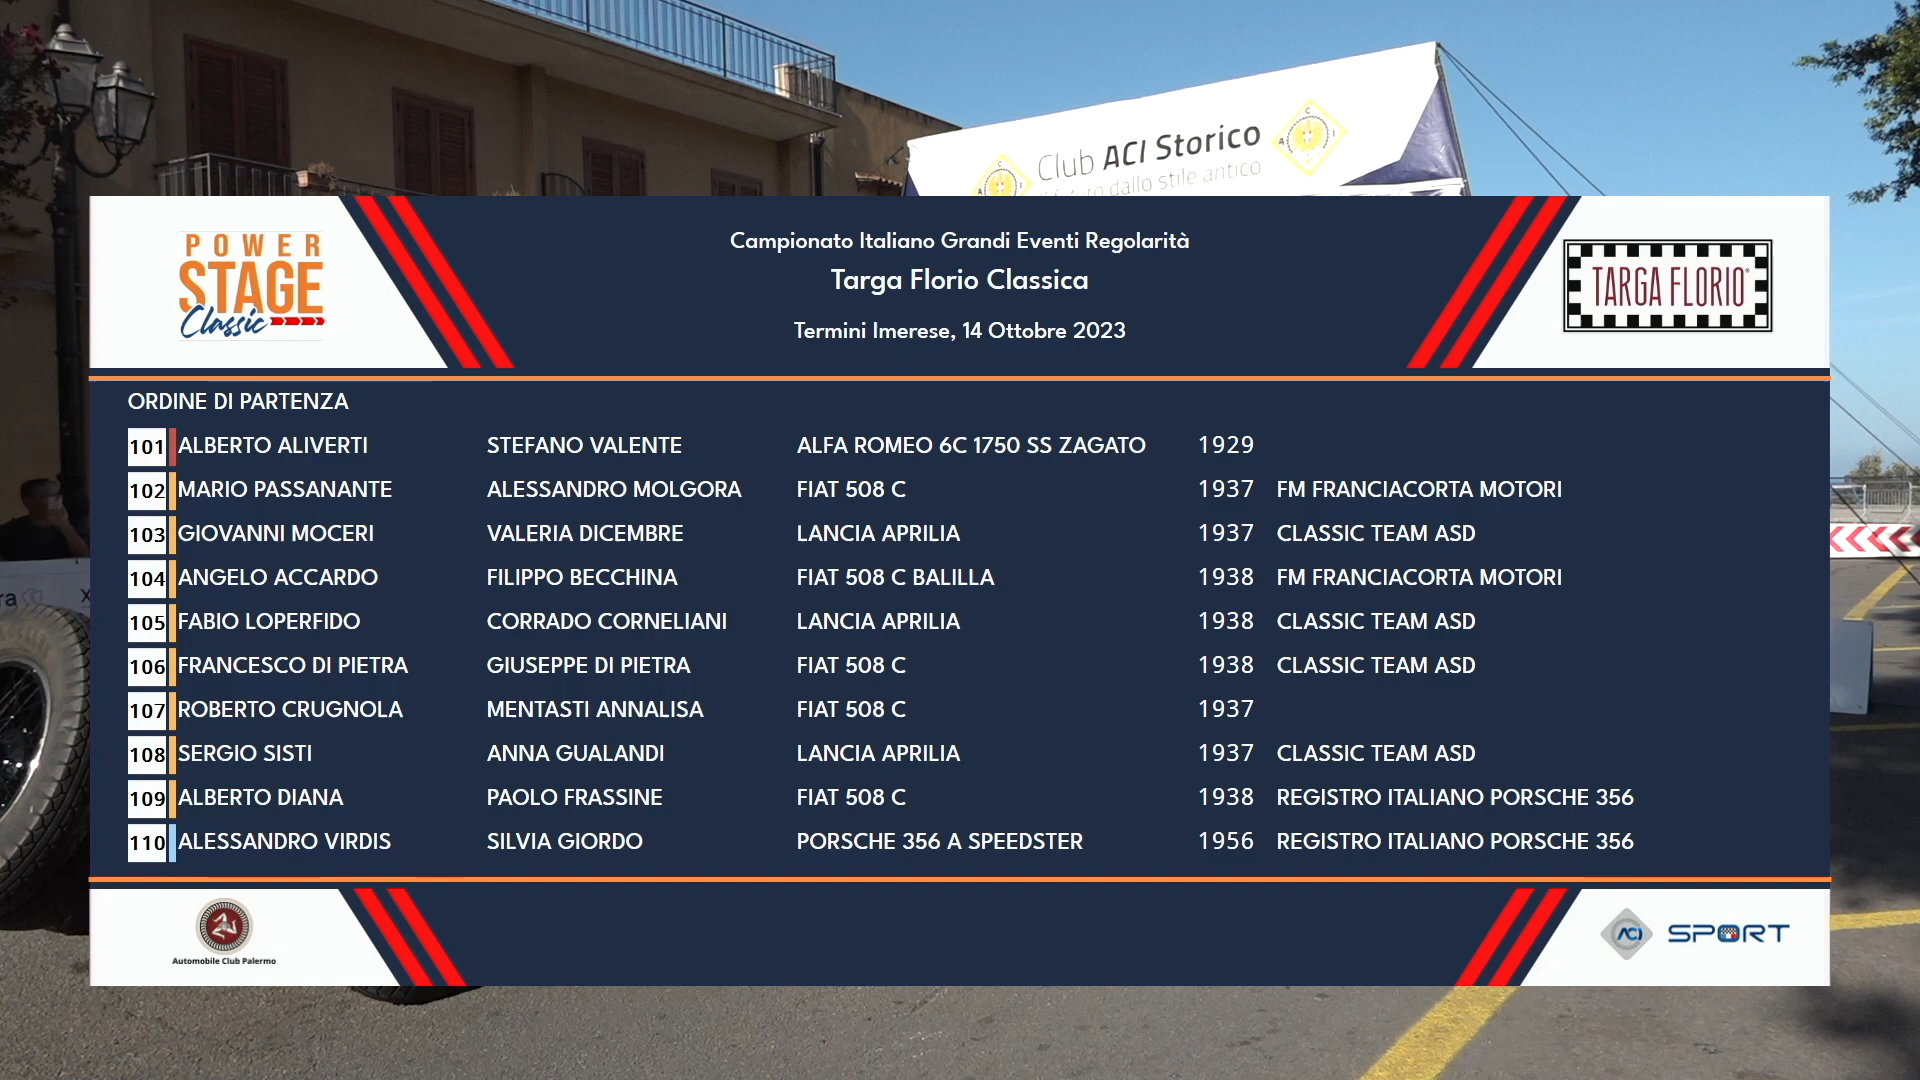 Club ACI Storico
dallo stile antico
POWER
STAGE
Classic
Campionato Italiano Grandi Eventi Regolarità
Targa Florio Classica
Termini Imerese, 14 Ottobre 2023
TARGA FLORIO®
ORDINE DI PARTENZA
101 ALBERTO ALIVERTI STEFANO VALENTE ALFA ROMEO 6C 1750 SS ZAGATO 1929
102 MARIO PASSANANTE ALESSANDRO MOLGORA FIAT 508 C 1937 FM FRANCIACORTA MOTORI
103 GIOVANNI MOCERI VALERIA DICEMBRE LANCIA APRILIA 1937 CLASSIC TEAM ASD
104 ANGELO ACCARDO FILIPPO BECCHINA FIAT 508 C BALILLA 1938 FM FRANCIACORTA MOTORI
105 FABIO LOPERFIDO CORRADO CORNELIANI LANCIA APRILIA 1938 CLASSIC TEAM ASD
106 FRANCESCO DI PIETRA GIUSEPPE DI PIETRA FIAT 508 C 1938 CLASSIC TEAM ASD
107 ROBERTO CRUGNOLA MENTASTI ANNALISA FIAT 508 C 1937
108 SERGIO SISTI ANNA GUALANDI LANCIA APRILIA 1937 CLASSIC TEAM ASD
109 ALBERTO DIANA PAOLO FRASSINE FIAT 508 C 1938 REGISTRO ITALIANO PORSCHE 356
110 ALESSANDRO VIRDIS SILVIA GIORDO PORSCHE 356 A SPEEDSTER 1956 REGISTRO ITALIANO PORSCHE 356
Automobile Club Palermo
ACI SPORT